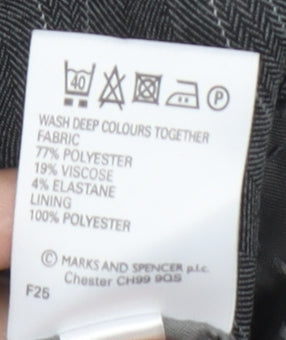 40 P
WASH DEEP COLOURS TOGETHER
FABRIC
77% POLYESTER
19% VISCOSE
4% ELASTANE
LINING
100% POLYESTER
© MARKS AND SPENCER p.l.c.
Chester CH99 9QS
F25